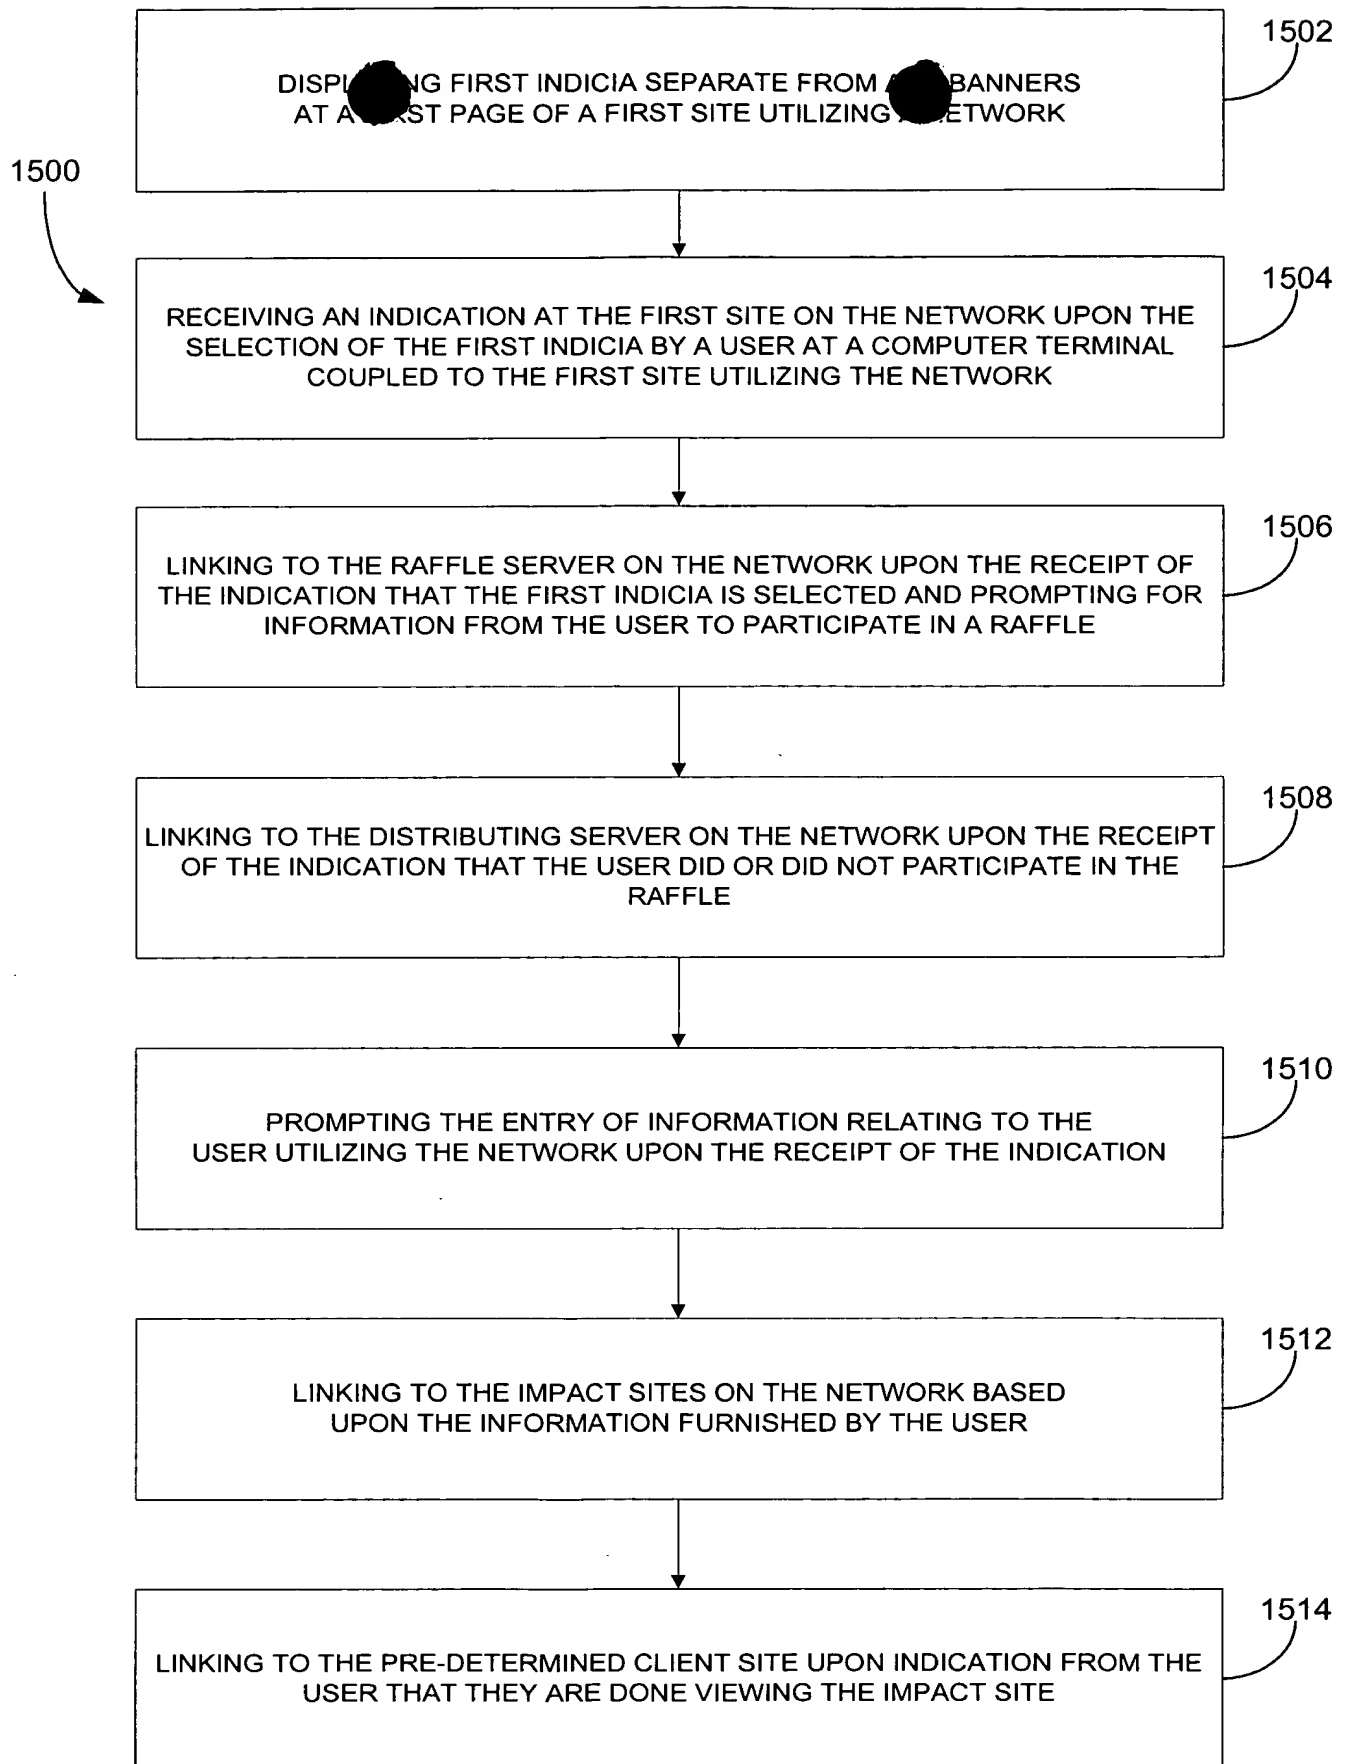 1502
FIRST INDICIA SEPARATE FROM BANNERS
AT A PAGE OF A FIRST SITE UTILIZING
1500
1504
RECEIVING AN INDICATION AT THE FIRST SITE ON THE NETWORK UPON THE
SELECTION OF THE FIRST INDICIA BY A USER AT A COMPUTER TERMINAL
COUPLED TO THE FIRST SITE UTILIZING THE NETWORK
1506
LINKING TO THE RAFFLE SERVER ON THE NETWORK UPON THE RECEIPT OF
THE INDICATION THAT THE FIRST INDICIA IS SELECTED AND PROMPTING FOR
INFORMATION FROM THE USER TO PARTICIPATE IN A RAFFLE
1508
LINKING TO THE DISTRIBUTING SERVER ON THE NETWORK UPON THE RECEIPT
OF THE INDICATION THAT THE USER DID OR DID NOT PARTICIPATE IN THE
RAFFLE
1510
PROMPTING THE ENTRY OF INFORMATION RELATING TO THE
USER UTILIZING THE NETWORK UPON THE RECEIPT OF THE INDICATION
1512
LINKING TO THE IMPACT SITES ON THE NETWORK BASED
UPON THE INFORMATION FURNISHED BY THE USER
1514
LINKING TO THE PRE-DETERMINED CLIENT SITE UPON INDICATION FROM THE
USER THAT THEY ARE DONE VIEWING THE IMPACT SITE